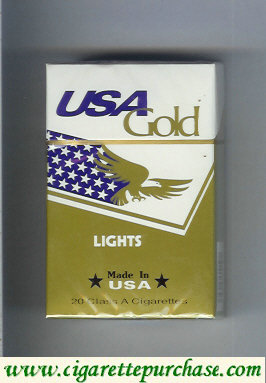 USA
Gold
LIGHTS
Made In
USA
20 Class A Cigarettes
www.cigarettepurchase.com